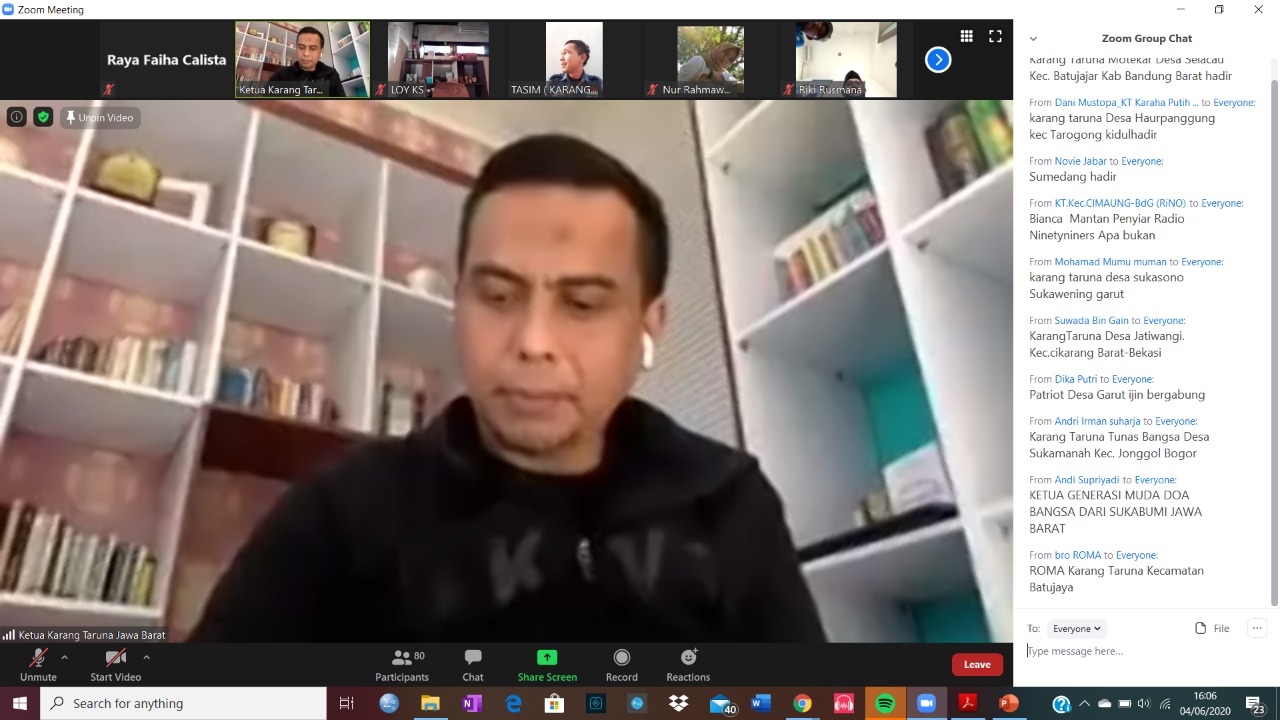 Zoom Meeting
Raya Faiha Calista
Ketua Karang Tar...
LOY KS
TASIM ( KARANG...
Nur Rahmaw...
Riki Rusmana
Unpin Video
Ketua Karang Taruna Jawa Barat
Zoom Group Chat
Karang Taruna Motekar Desa Selacau
Kec. Batujajar Kab Bandung Barat hadir
From Dani Mustopa_KT Karaha Putih ... to Everyone:
karang taruna Desa Haurpanggung
kec Tarogong kidulhadir
From Novie Jabar to Everyone:
Sumedang hadir
From KT.Kec.CIMAUNG-BdG (RiNO) to Everyone:
Bianca Mantan Penyiar Radio
Ninetyniners Apa bukan
From Mohamad Mumu muman to Everyone:
karang taruna desa sukasono
Sukawening garut
From Suwada Bin Gain to Everyone:
KarangTaruna Desa Jatiwangi.
Kec.cikarang Barat-Bekasi
From Dika Putri to Everyone:
Patriot Desa Garut ijin bergabung
From Andri Irman suharja to Everyone:
Karang Taruna Tunas Bangsa Desa
Sukamanah Kec. Jonggol Bogor
From Andi Supriyadi to Everyone:
KETUA GENERASI MUDA DOA
BANGSA DARI SUKABUMI JAWA
BARAT
From bro ROMA to Everyone:
ROMA Karang Taruna Kecamatan
Batujaya
To: Everyone
File
Type message here...
Unmute
Start Video
80
Participants
Chat
Share Screen
Record
Reactions
Leave
Search for anything
40
16:06
04/06/2020
23